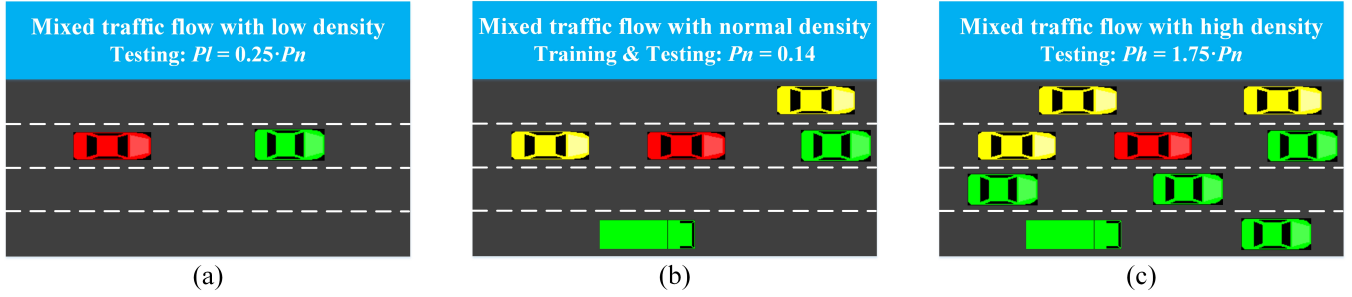 Mixed traffic flow with low density
Testing: Pl = 0.25·Pn
(a)
Mixed traffic flow with normal density
Training & Testing: Pn = 0.14
(b)
Mixed traffic flow with high density
Testing: Ph = 1.75·Pn
(c)